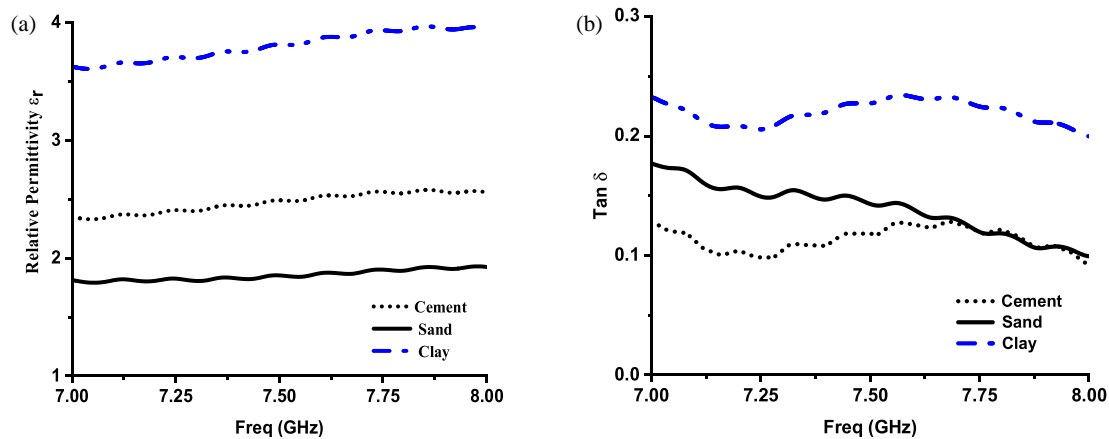 (a)
4
3
2
1
Relative Permittivity εr
7.00
7.25
7.50
7.75
8.00
Freq (GHz)
Cement
Sand
Clay
(b)
0.3
0.2
0.1
0.0
Tan δ
7.00
7.25
7.50
7.75
8.00
Freq (GHz)
Cement
Sand
Clay